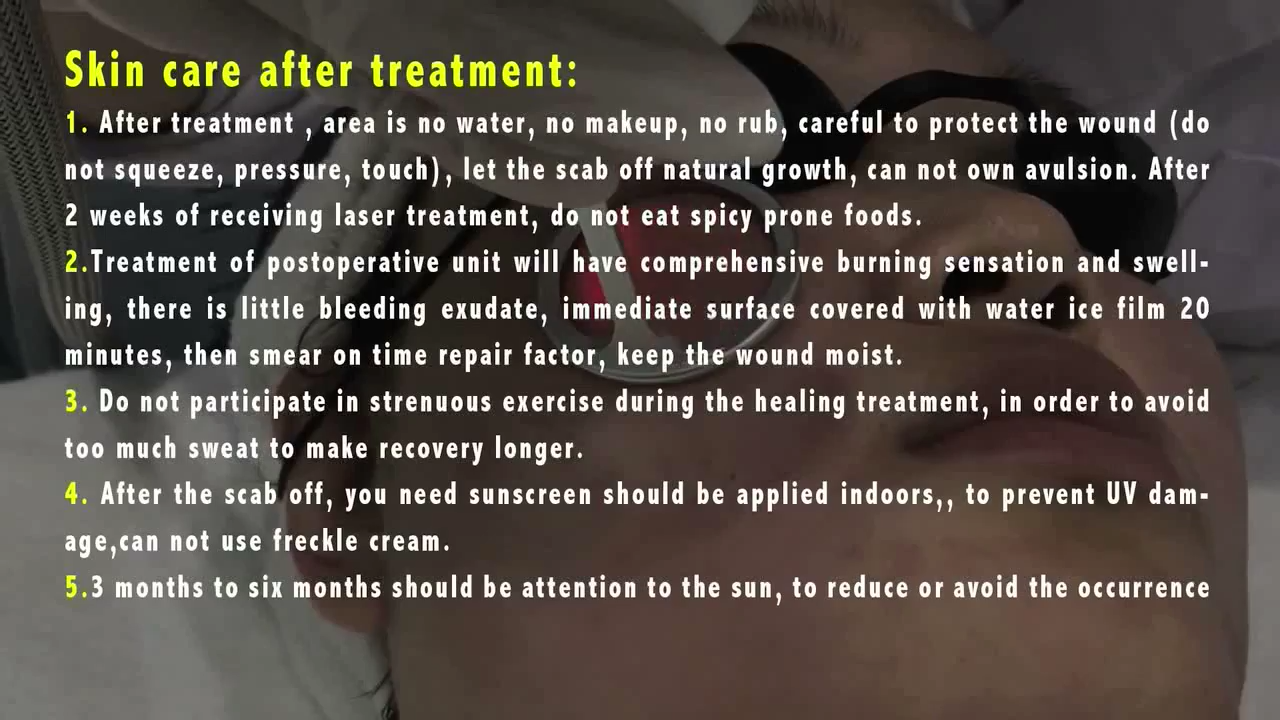 Skin care after treatment:
1. After treatment , area is no water, no makeup, no rub, careful to protect the wound (do
not squeeze, pressure, touch), let the scab off natural growth, can not own avulsion. After
2 weeks of receiving laser treatment, do not eat spicy prone foods.
2.Treatment of postoperative unit will have comprehensive burning sensation and swell-
ing, there is little bleeding exudate, immediate surface covered with water ice film 20
minutes, then smear on time repair factor, keep the wound moist.
3. Do not participate in strenuous exercise during the healing treatment, in order to avoid
too much sweat to make recovery longer.
4. After the scab off, you need sunscreen should be applied indoors,, to prevent UV dam-
age,can not use freckle cream.
5.3 months to six months should be attention to the sun, to reduce or avoid the occurrence